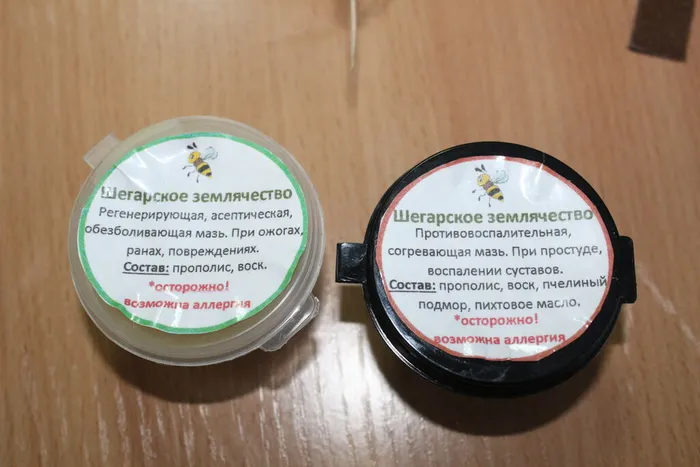 Шегарское землячество
Регенерирующая, асептическая,
обезболивающая мазь. При ожогах,
ранах, повреждениях.
Состав: прополис, воск.
*осторожно!
возможна аллергия
Шегарское землячество
Противовоспалительная,
согревающая мазь. При простуде,
воспалении суставов.
Состав: прополис, воск, пчелиный
подмор, пихтовое масло.
*осторожно!
возможна аллергия